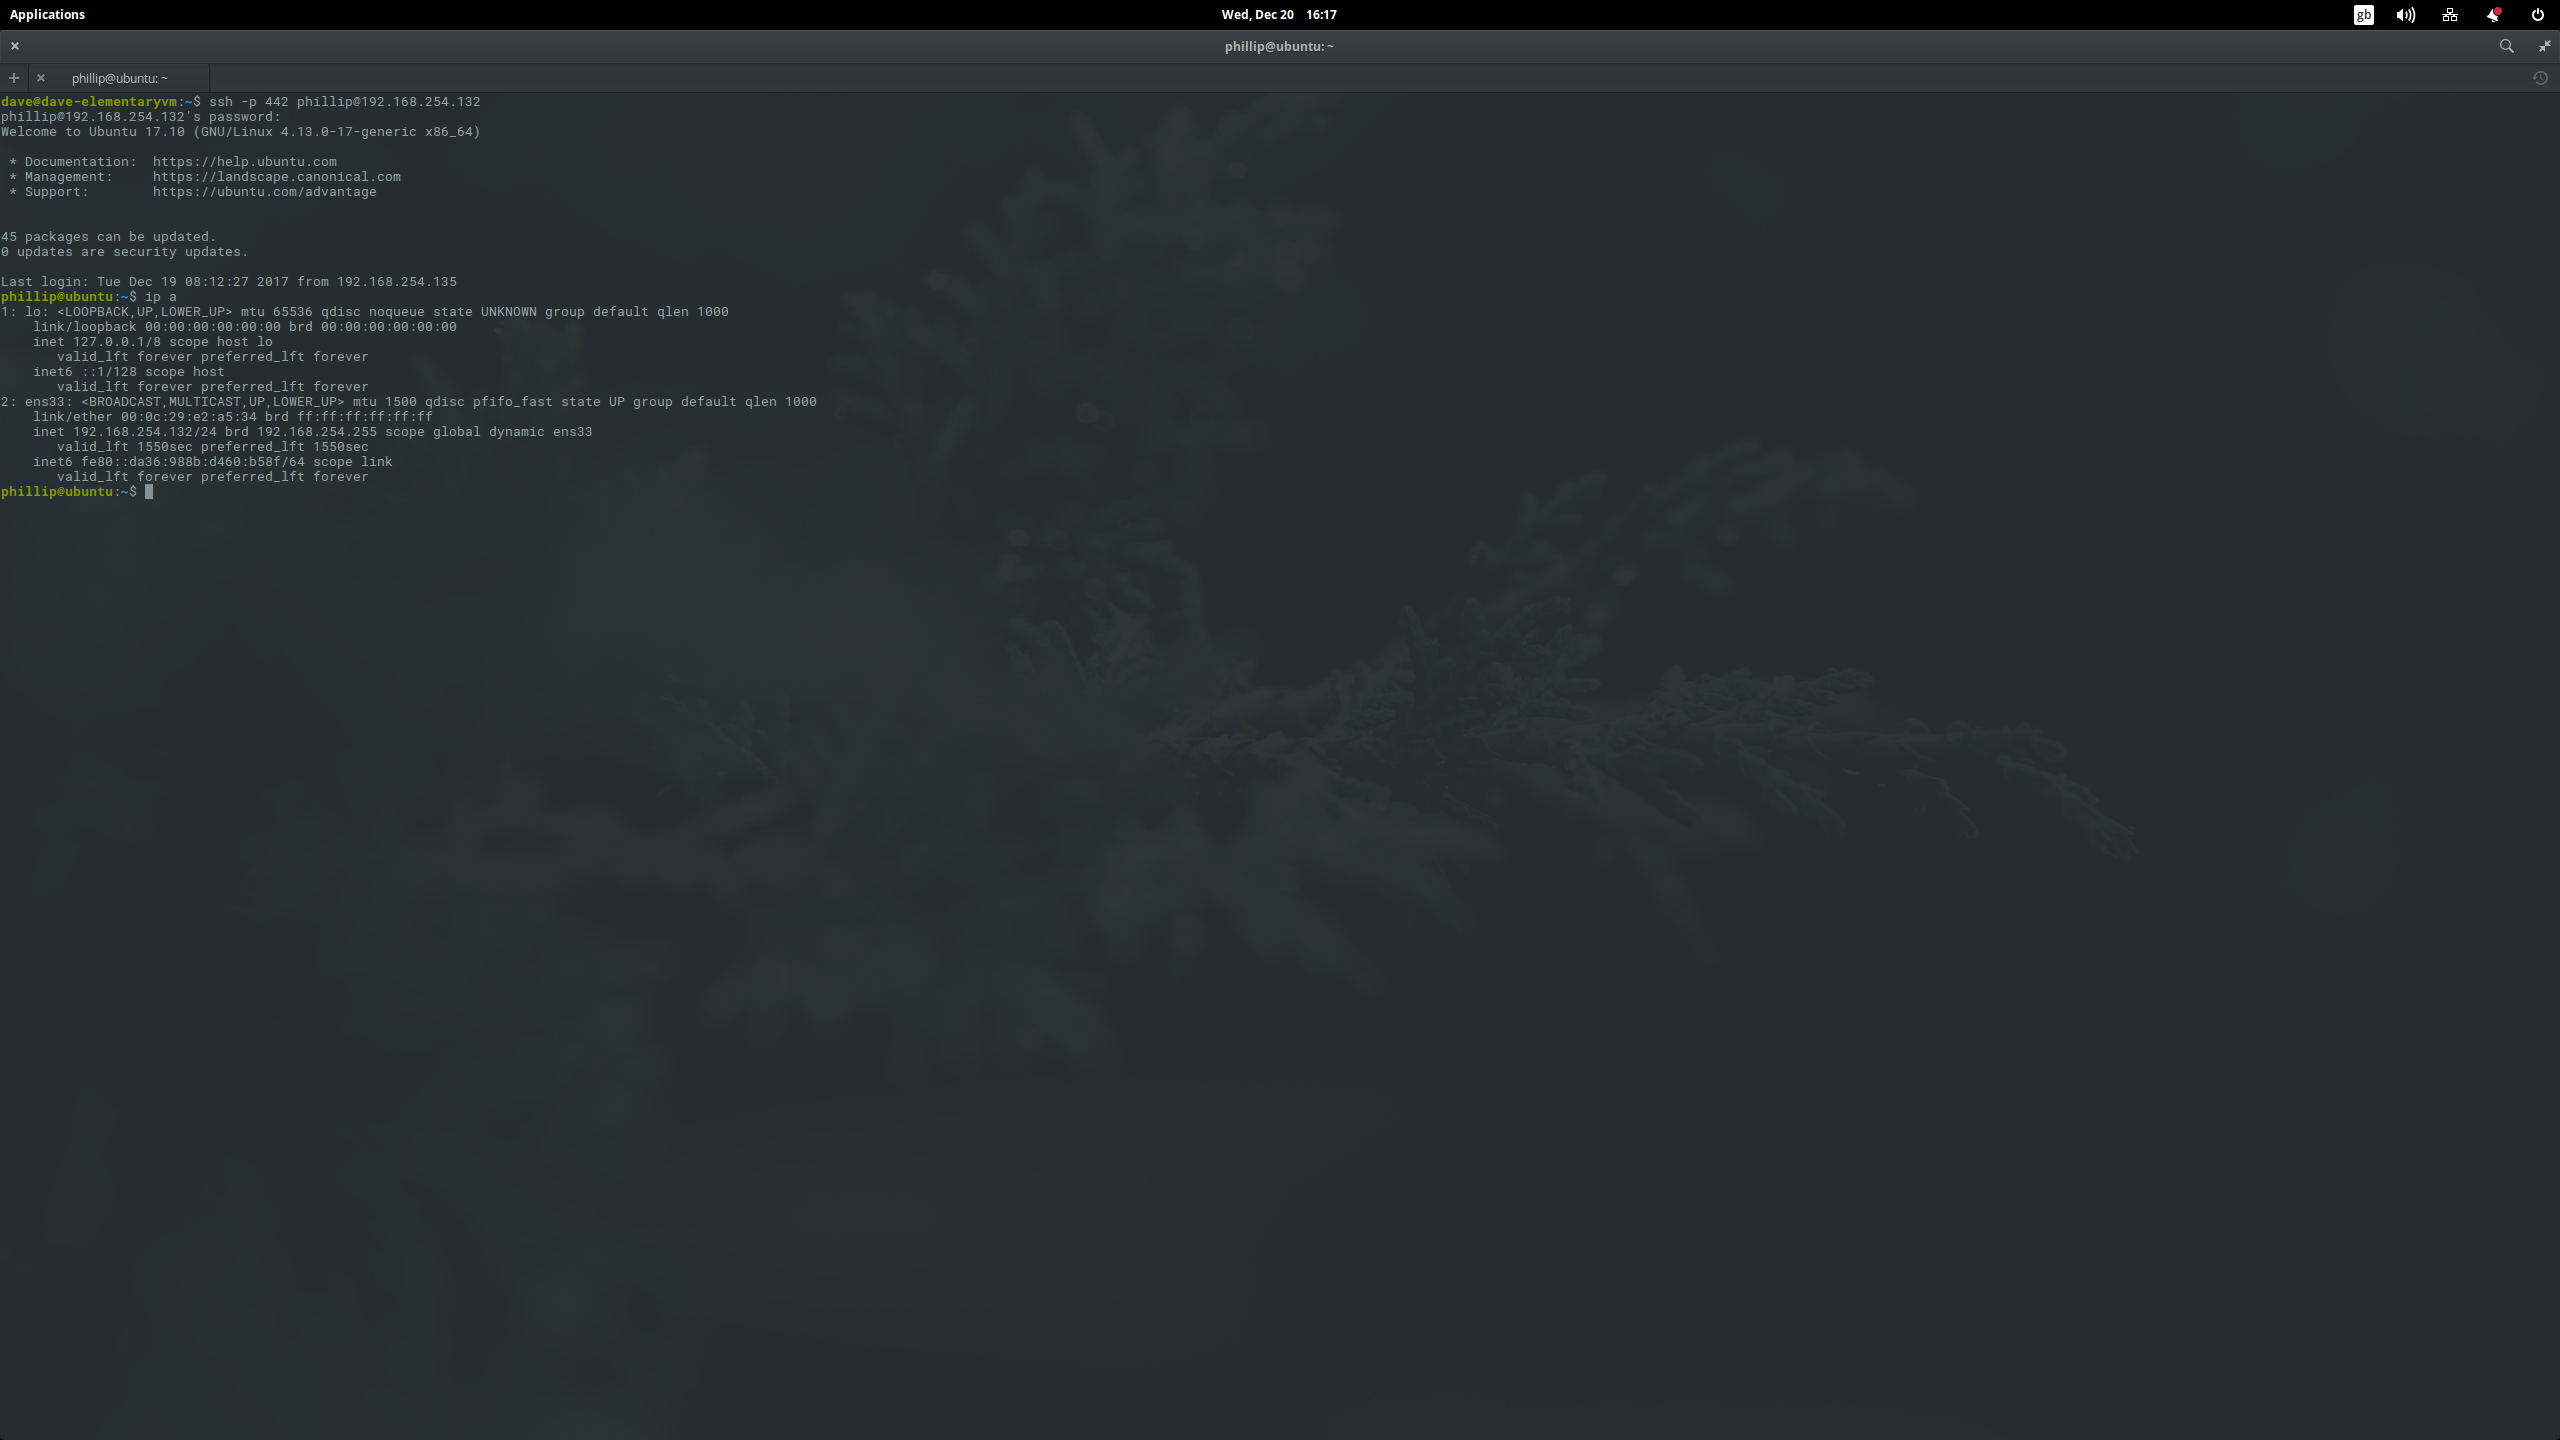 Applications
Wed, Dec 20 16:17
gb
phillip@ubuntu: ~
phillip@ubuntu: ~
dave@dave-elementaryvm:~$ ssh -p 442 phillip@192.168.254.132
phillip@192.168.254.132's password:
Welcome to Ubuntu 17.10 (GNU/Linux 4.13.0-17-generic x86_64)
 * Documentation:  https://help.ubuntu.com
 * Management:     https://landscape.canonical.com
 * Support:        https://ubuntu.com/advantage
45 packages can be updated.
0 updates are security updates.
Last login: Tue Dec 19 08:12:27 2017 from 192.168.254.135
phillip@ubuntu:~$ ip a
1: lo: <LOOPBACK,UP,LOWER_UP> mtu 65536 qdisc noqueue state UNKNOWN group default qlen 1000
    link/loopback 00:00:00:00:00:00 brd 00:00:00:00:00:00
    inet 127.0.0.1/8 scope host lo
       valid_lft forever preferred_lft forever
    inet6 ::1/128 scope host
       valid_lft forever preferred_lft forever
2: ens33: <BROADCAST,MULTICAST,UP,LOWER_UP> mtu 1500 qdisc pfifo_fast state UP group default qlen 1000
    link/ether 00:0c:29:e2:a5:34 brd ff:ff:ff:ff:ff:ff
    inet 192.168.254.132/24 brd 192.168.254.255 scope global dynamic ens33
       valid_lft 1550sec preferred_lft 1550sec
    inet6 fe80::da36:988b:d460:b58f/64 scope link
       valid_lft forever preferred_lft forever
phillip@ubuntu:~$